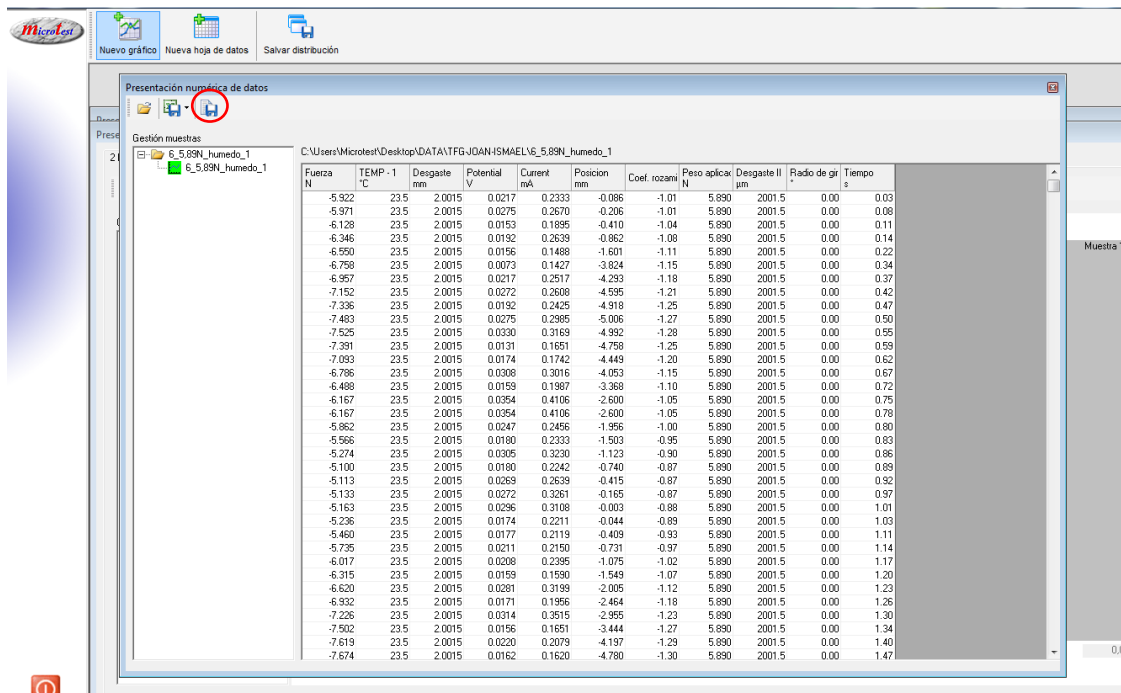 Microtest
Nuevo gráfico Nueva hoja de datos Salvar distribución
Presentación numérica de datos
Prese
2
Gestión muestras
6_5,89N_humedo_1
6_5,89N_humedo_1
C:\Users\Microtest\Desktop\DATA\TFG-JOAN-ISMAEL\6_5,89N_humedo_1
Fuerza TEMP - 1 Desgaste Potential Current Posicion Coef. rozami Peso aplicac Desgaste II Radio de gir Tiempo
N °C mm V mA mm N µm ° s
-5.922 23.5 2.0015 0.0217 0.2333 -0.086 -1.01 5.890 2001.5 0.00 0.03
-5.971 23.5 2.0015 0.0275 0.2670 -0.206 -1.01 5.890 2001.5 0.00 0.08
-6.128 23.5 2.0015 0.0153 0.1895 -0.410 -1.04 5.890 2001.5 0.00 0.11
-6.346 23.5 2.0015 0.0192 0.2639 -0.862 -1.08 5.890 2001.5 0.00 0.14
-6.550 23.5 2.0015 0.0156 0.1488 -1.601 -1.11 5.890 2001.5 0.00 0.22
-6.758 23.5 2.0015 0.0073 0.1427 -3.824 -1.15 5.890 2001.5 0.00 0.34
-6.957 23.5 2.0015 0.0217 0.2517 -4.293 -1.18 5.890 2001.5 0.00 0.37
-7.152 23.5 2.0015 0.0272 0.2608 -4.595 -1.21 5.890 2001.5 0.00 0.42
-7.336 23.5 2.0015 0.0192 0.2425 -4.918 -1.25 5.890 2001.5 0.00 0.47
-7.483 23.5 2.0015 0.0275 0.2985 -5.006 -1.27 5.890 2001.5 0.00 0.50
-7.525 23.5 2.0015 0.0330 0.3169 -4.992 -1.28 5.890 2001.5 0.00 0.55
-7.391 23.5 2.0015 0.0131 0.1651 -4.758 -1.25 5.890 2001.5 0.00 0.59
-7.093 23.5 2.0015 0.0174 0.1742 -4.449 -1.20 5.890 2001.5 0.00 0.62
-6.786 23.5 2.0015 0.0308 0.3016 -4.053 -1.15 5.890 2001.5 0.00 0.67
-6.488 23.5 2.0015 0.0159 0.1987 -3.368 -1.10 5.890 2001.5 0.00 0.72
-6.167 23.5 2.0015 0.0354 0.4106 -2.600 -1.05 5.890 2001.5 0.00 0.75
-6.167 23.5 2.0015 0.0354 0.4106 -2.600 -1.05 5.890 2001.5 0.00 0.78
-5.862 23.5 2.0015 0.0247 0.2456 -1.956 -1.00 5.890 2001.5 0.00 0.80
-5.566 23.5 2.0015 0.0180 0.2333 -1.503 -0.95 5.890 2001.5 0.00 0.83
-5.274 23.5 2.0015 0.0305 0.3230 -1.123 -0.90 5.890 2001.5 0.00 0.86
-5.100 23.5 2.0015 0.0180 0.2242 -0.740 -0.87 5.890 2001.5 0.00 0.89
-5.113 23.5 2.0015 0.0269 0.2639 -0.415 -0.87 5.890 2001.5 0.00 0.92
-5.133 23.5 2.0015 0.0272 0.3261 -0.165 -0.87 5.890 2001.5 0.00 0.97
-5.163 23.5 2.0015 0.0296 0.3108 -0.003 -0.88 5.890 2001.5 0.00 1.01
-5.236 23.5 2.0015 0.0174 0.2211 -0.044 -0.89 5.890 2001.5 0.00 1.03
-5.460 23.5 2.0015 0.0177 0.2119 -0.409 -0.93 5.890 2001.5 0.00 1.11
-5.735 23.5 2.0015 0.0211 0.2150 -0.731 -0.97 5.890 2001.5 0.00 1.14
-6.017 23.5 2.0015 0.0208 0.2395 -1.075 -1.02 5.890 2001.5 0.00 1.17
-6.315 23.5 2.0015 0.0159 0.1590 -1.549 -1.07 5.890 2001.5 0.00 1.20
-6.620 23.5 2.0015 0.0281 0.3199 -2.005 -1.12 5.890 2001.5 0.00 1.23
-6.932 23.5 2.0015 0.0171 0.1956 -2.464 -1.18 5.890 2001.5 0.00 1.26
-7.226 23.5 2.0015 0.0314 0.3515 -2.955 -1.23 5.890 2001.5 0.00 1.30
-7.502 23.5 2.0015 0.0156 0.1651 -3.444 -1.27 5.890 2001.5 0.00 1.34
-7.619 23.5 2.0015 0.0220 0.2079 -4.197 -1.29 5.890 2001.5 0.00 1.40
-7.674 23.5 2.0015 0.0162 0.1620 -4.780 -1.30 5.890 2001.5 0.00 1.47
Muestra